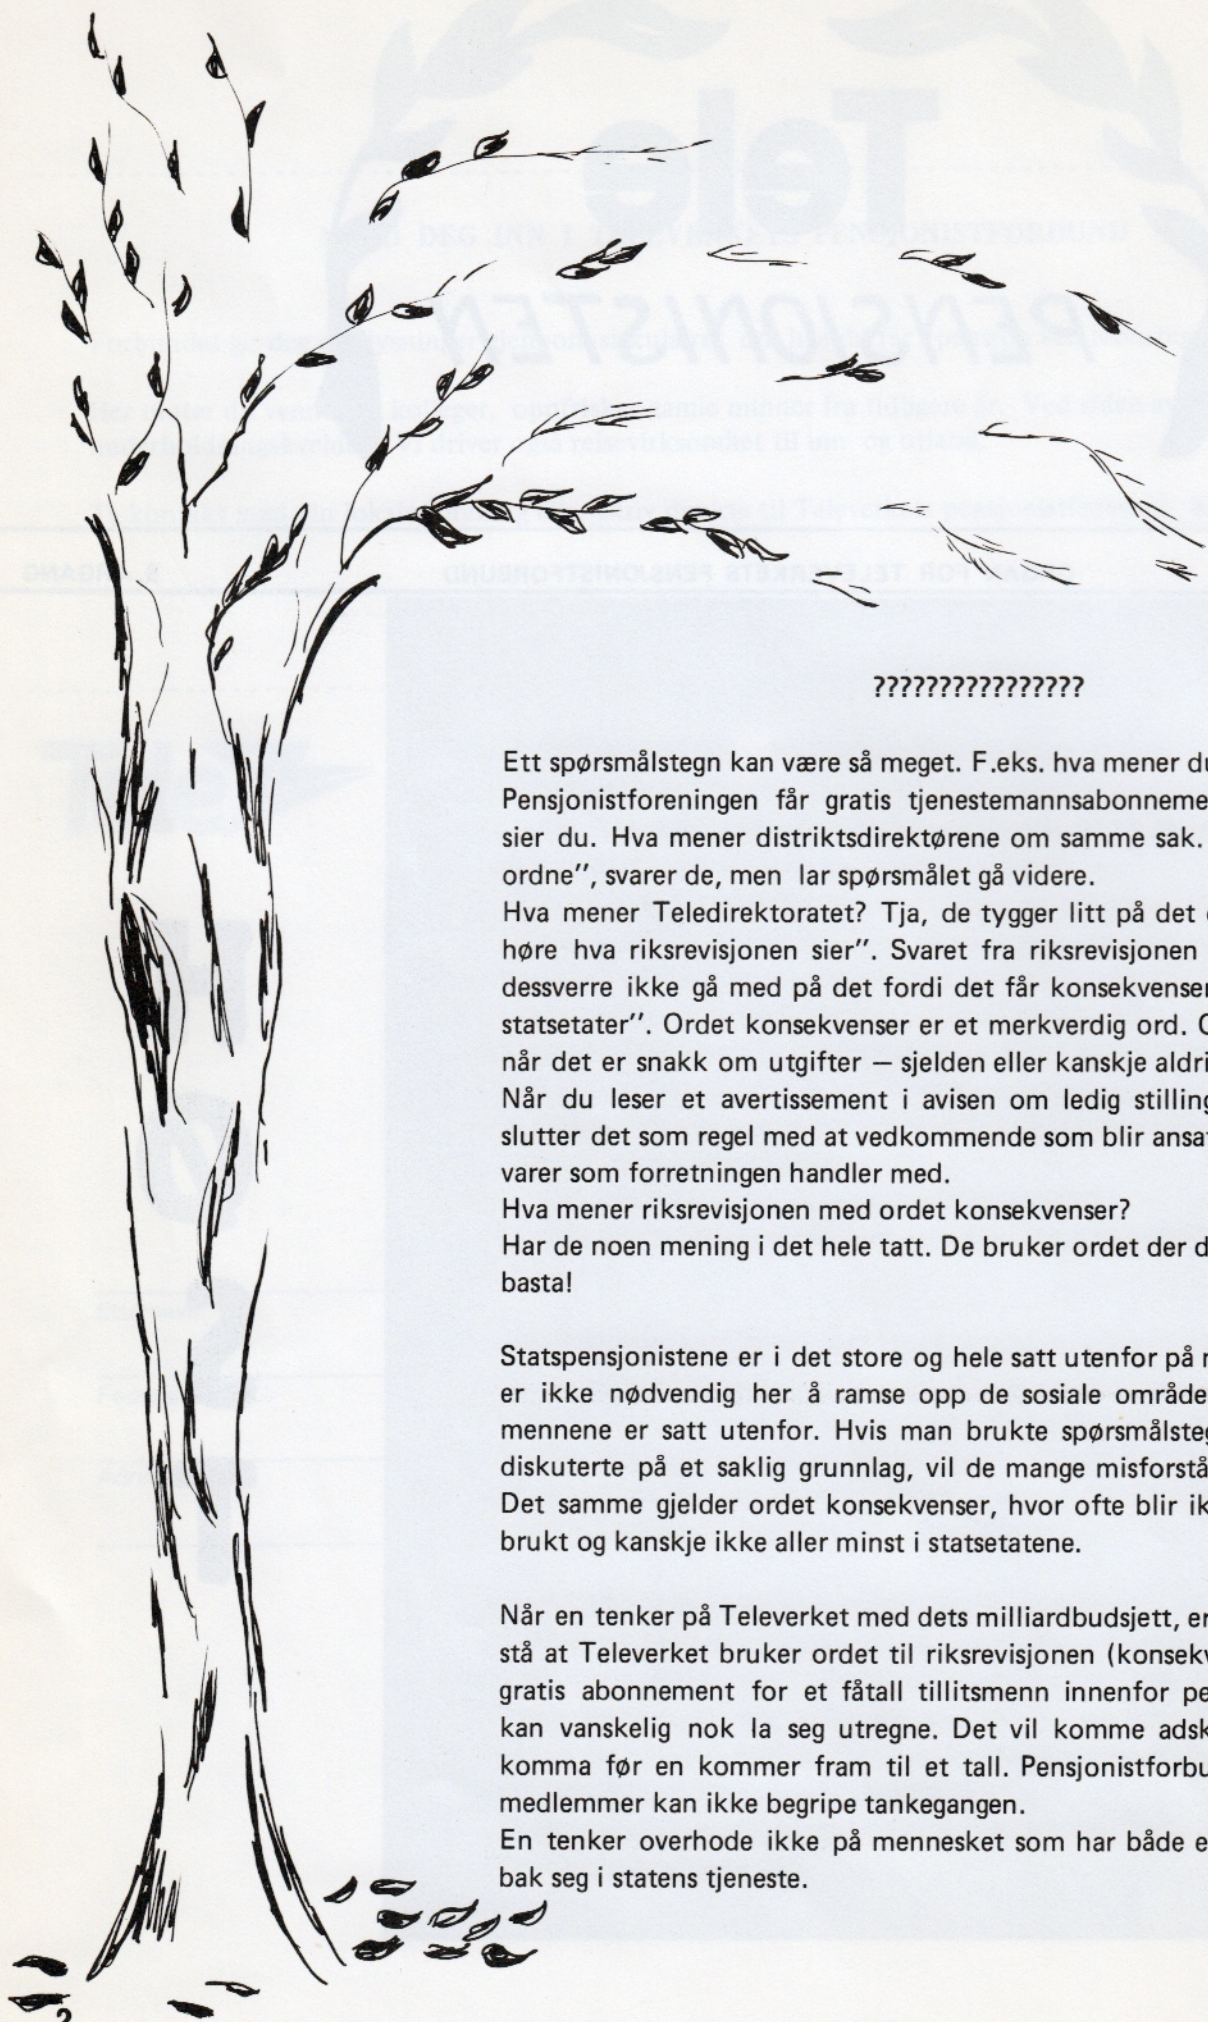 ????????????????
Ett spørsmålstegn kan være så meget. F.eks. hva mener du
Pensjonistforeningen får gratis tjenestemannsabonneme
sier du. Hva mener distriktsdirektørene om samme sak.
ordne", svarer de, men lar spørsmålet gå videre.
Hva mener Teledirektoratet? Tja, de tygger litt på det
høre hva riksrevisjonen sier". Svaret fra riksrevisjonen
dessverre ikke gå med på det fordi det får konsekvenser
statsetater". Ordet konsekvenser er et merkverdig ord.
når det er snakk om utgifter – sjelden eller kanskje aldri
Når du leser et avertissement i avisen om ledig stilling
slutter det som regel med at vedkommende som blir ansat
varer som forretningen handler med.
Hva mener riksrevisjonen med ordet konsekvenser?
Har de noen mening i det hele tatt. De bruker ordet der d
basta!
Statspensjonistene er i det store og hele satt utenfor på
er ikke nødvendig her å ramse opp de sosiale område
mennene er satt utenfor. Hvis man brukte spørsmålsteg
diskuterte på et saklig grunnlag, vil de mange misforstå
Det samme gjelder ordet konsekvenser, hvor ofte blir ik
brukt og kanskje ikke aller minst i statsetatene.
Når en tenker på Televerket med dets milliardbudsjett, er
stå at Televerket bruker ordet til riksrevisjonen (konsekv
gratis abonnement for et fåtall tillitsmenn innenfor pe
kan vanskelig nok la seg utregne. Det vil komme adsk
komma før en kommer fram til et tall. Pensjonistforbu
medlemmer kan ikke begripe tankegangen.
En tenker overhode ikke på mennesket som har både e
bak seg i statens tjeneste.
2